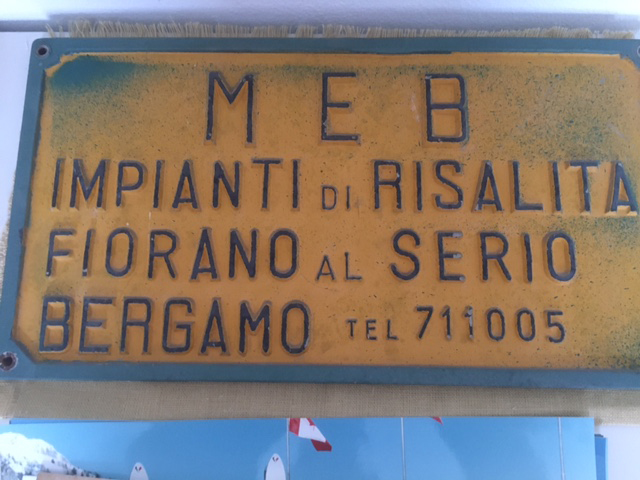 M E B
IMPIANTI DI RISALITA
FIORANO AL SERIO
BERGAMO TEL 711005